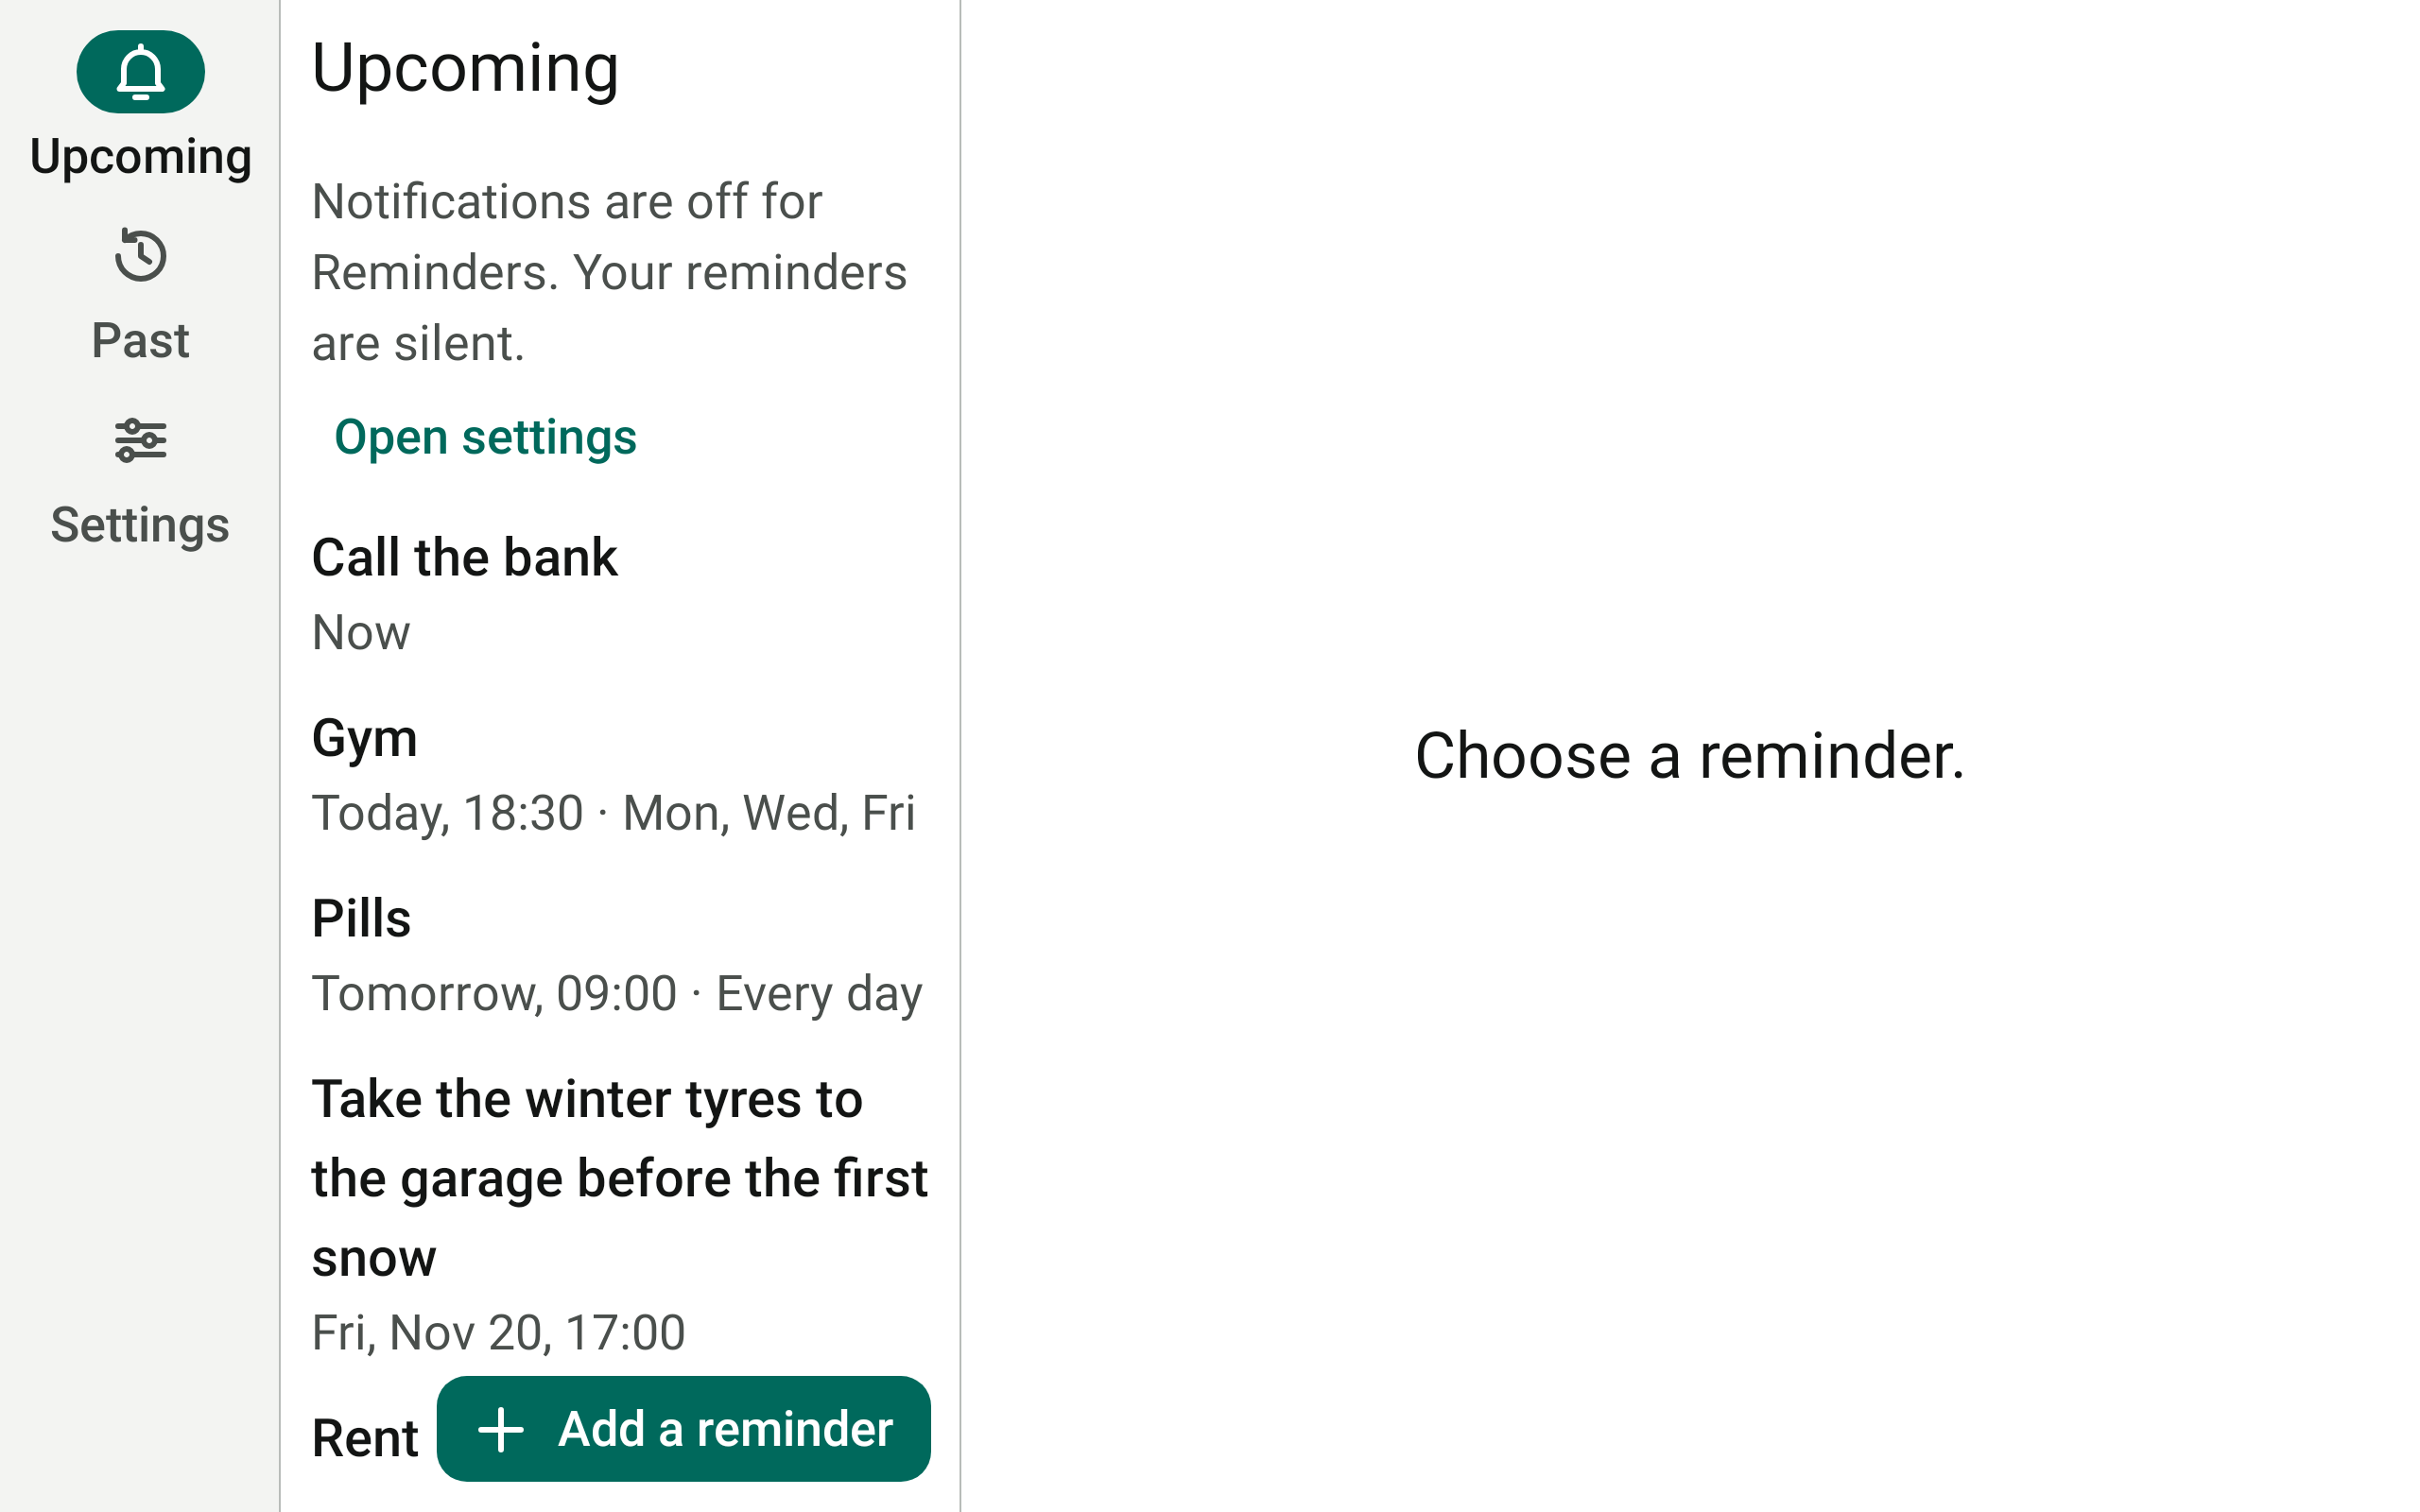 Upcoming
Past
Settings
Upcoming
Notifications are off for
Reminders. Your reminders
are silent.
Open settings
Call the bank
Now
Gym
Today, 18:30 · Mon, Wed, Fri
Pills
Tomorrow, 09:00 · Every day
Take the winter tyres to
the garage before the first
snow
Fri, Nov 20, 17:00
Rent
Add a reminder
Choose a reminder.